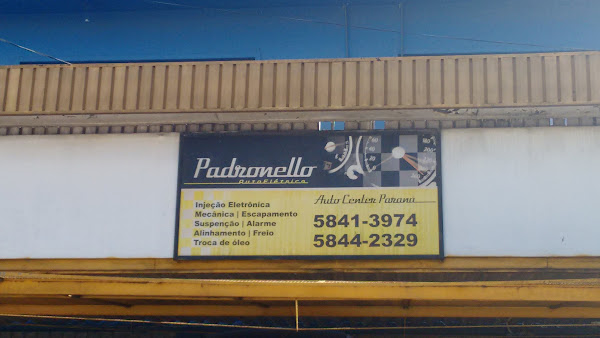 Padronello
AutoElétrica
Injeção Eletrônica
Mecânica | Escapamento
Suspenção | Alarme
Alinhamento | Freio
Troca de óleo
Auto Center Parana
5841-3974
5844-2329